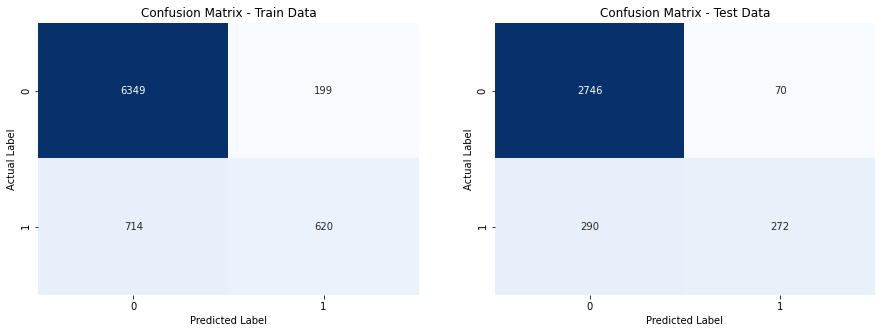 Confusion Matrix - Train Data
Actual Label
0
6349 199
1
714 620
0 1
Predicted Label
Confusion Matrix - Test Data
Actual Label
0
2746 70
1
290 272
0 1
Predicted Label